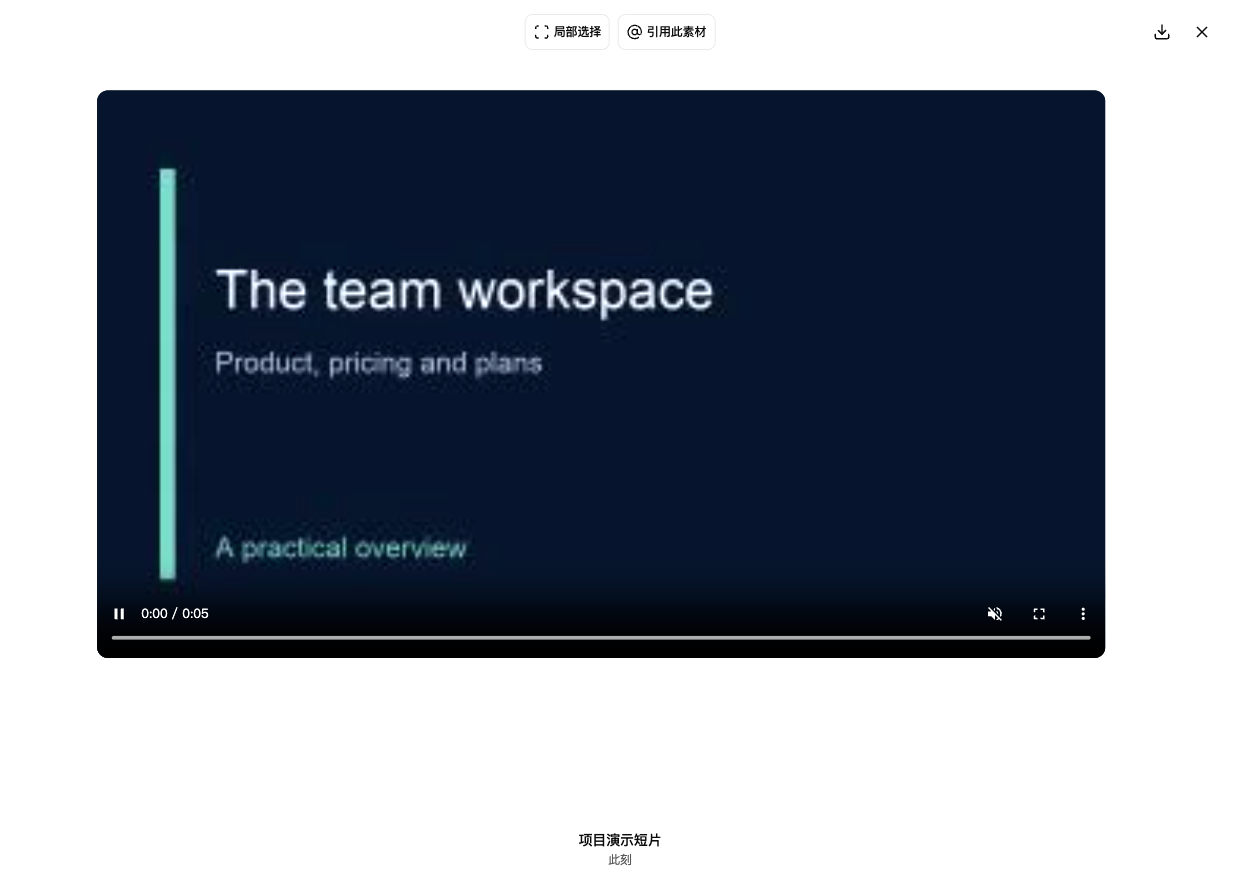 局部选择
引用此素材
The team workspace
Product, pricing and plans
A practical overview
0:00 / 0:05
项目演示短片
此刻